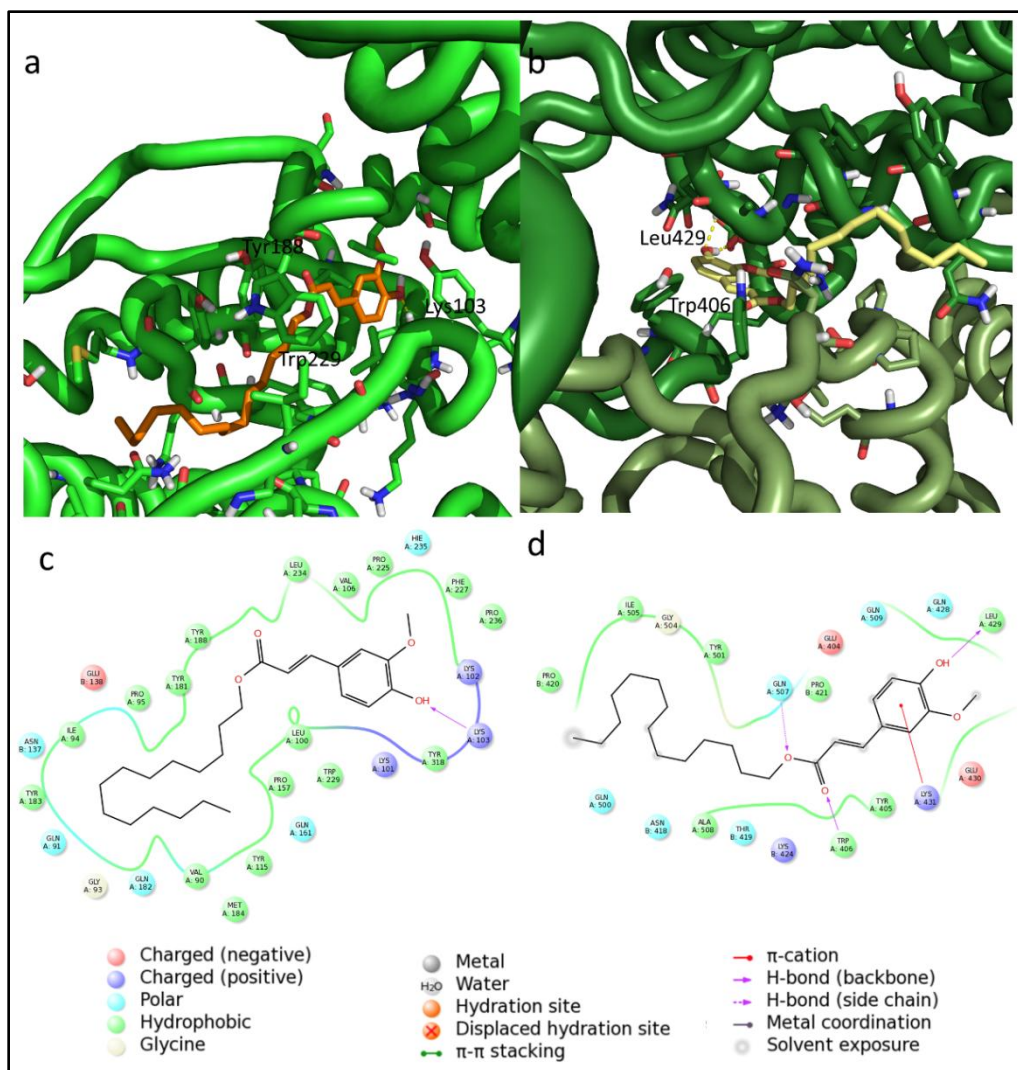 a
Tyr188
Lys103
Trp229
b
Leu429
Trp406
c
HIE
A: 235
PRO
A: 225
LEU
A: 234
VAL
A: 106
PHE
A: 227
PRO
A: 236
TYR
A: 188
GLU
B: 138
TYR
A: 181
PRO
A: 95
LYS
A: 102
ILE
A: 94
ASN
B: 137
LEU
A: 100
LYS
A: 103
LYS
A: 101
TYR
A: 318
TYR
A: 183
PRO
A: 157
TRP
A: 229
GLN
A: 91
GLN
A: 161
GLY
A: 93
GLN
A: 182
VAL
A: 90
TYR
A: 115
MET
A: 184
O
O
O
OH
d
ILE
A: 505
GLY
A: 504
TYR
A: 501
GLN
A: 509
GLN
A: 428
LEU
A: 429
GLU
A: 404
PRO
B: 420
GLN
A: 507
PRO
B: 421
GLU
A: 430
GLN
A: 500
ASN
B: 418
ALA
A: 508
THR
B: 419
LYS
B: 424
TYR
A: 405
TRP
A: 406
LYS
A: 431
OH
O
O
O
Charged (negative)
Charged (positive)
Polar
Hydrophobic
Glycine
Metal
H₂O Water
Hydration site
Displaced hydration site
π-π stacking
π-cation
H-bond (backbone)
H-bond (side chain)
Metal coordination
Solvent exposure